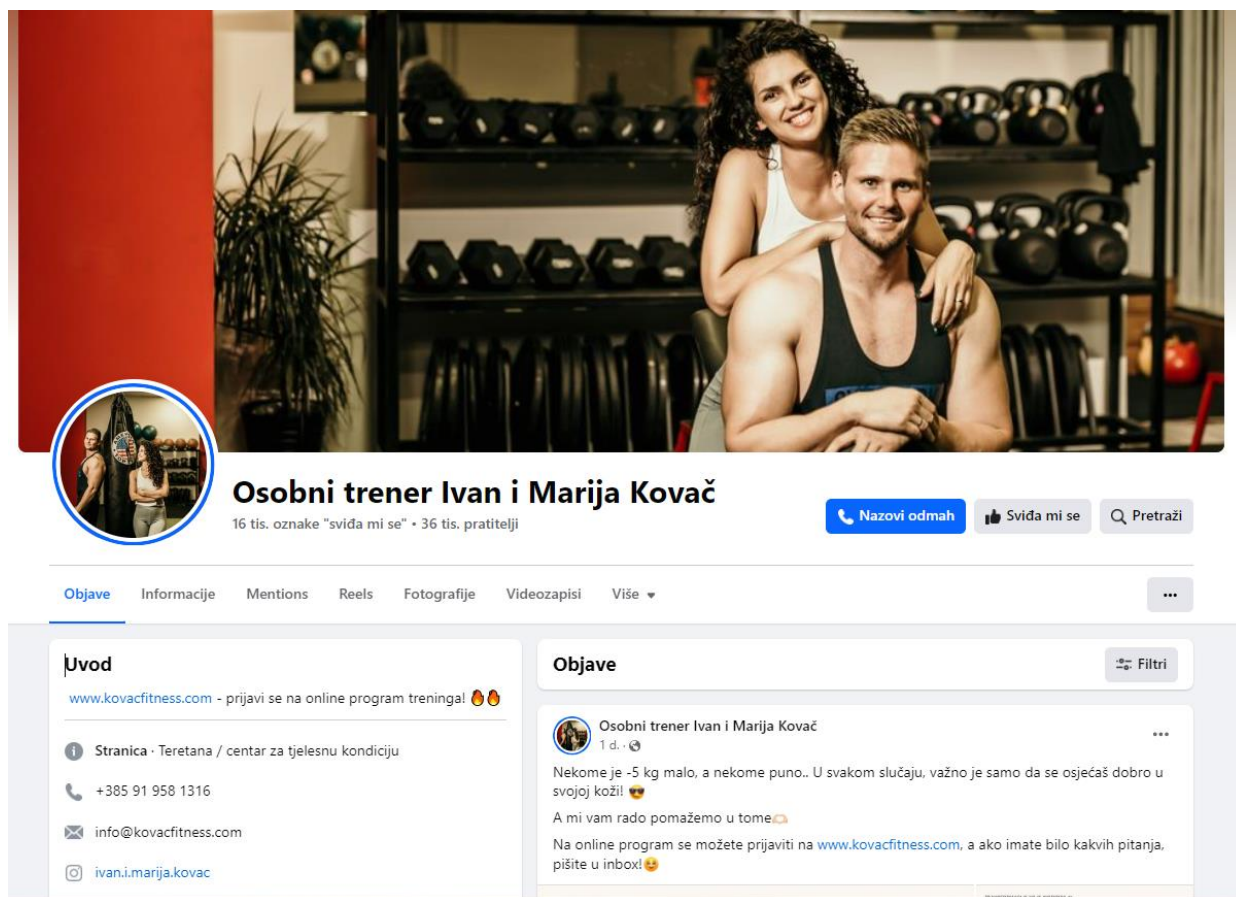 Osobni trener Ivan i Marija Kovač
16 tis. oznake "sviđa mi se" • 36 tis. pratitelji
Nazovi odmah
Sviđa mi se
Pretraži
Objave
Informacije
Mentions
Reels
Fotografije
Videozapisi
Više
Uvod
www.kovacfitness.com - prijavi se na online program treninga! 🔥🔥
Stranica · Teretana / centar za tjelesnu kondiciju
+385 91 958 1316
info@kovacfitness.com
ivan.i.marija.kovac
Objave
Filtri
Osobni trener Ivan i Marija Kovač
1 d. ·
Nekome je -5 kg malo, a nekome puno.. U svakom slučaju, važno je samo da se osjećaš dobro u
svojoj koži! 😎
A mi vam rado pomažemo u tome🫶🏻
Na online program se možete prijaviti na www.kovacfitness.com, a ako imate bilo kakvih pitanja,
pišite u inbox!😄